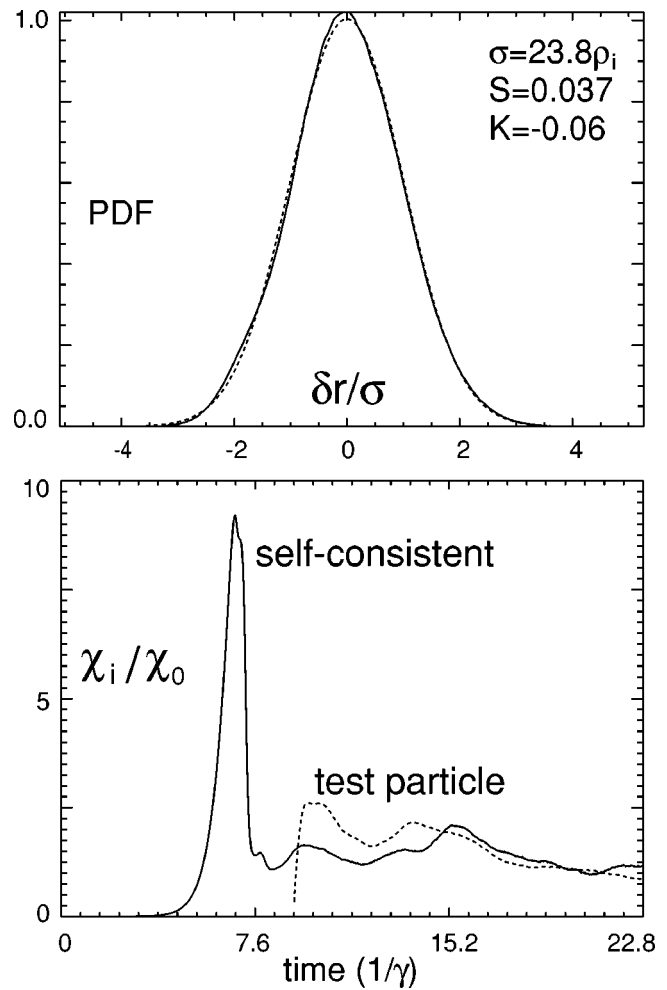 1.0
σ=23.8ρi
S=0.037
K=-0.06
PDF
δr/σ
0.0
-4 -2 0 2 4
10
self-consistent
χi/χ0
5
test particle
0
0 7.6 15.2 22.8
time (1/γ)